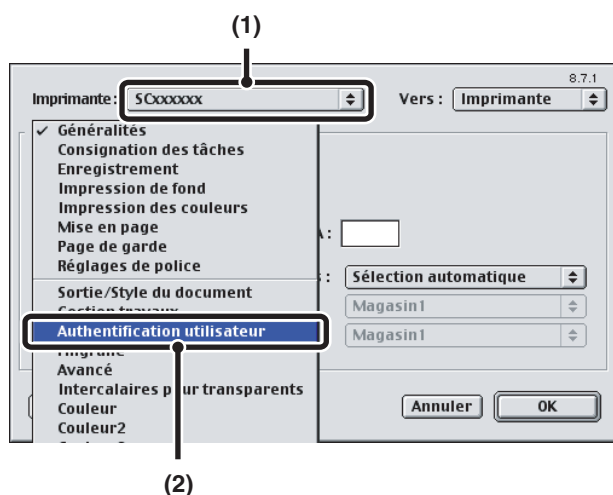 (1)
8.7.1
Imprimante: SCxxxxxx Vers : Imprimante
✓ Généralités
Consignation des tâches
Enregistrement
Impression de fond
Impression des couleurs
Mise en page
Page de garde
Réglages de police
Sortie/Style du document
Sélection automatique
Magasin1
Authentification utilisateur
Magasin1
Avancé
Intercalaires pour transparents
Couleur
Couleur2
Annuler OK
(2)